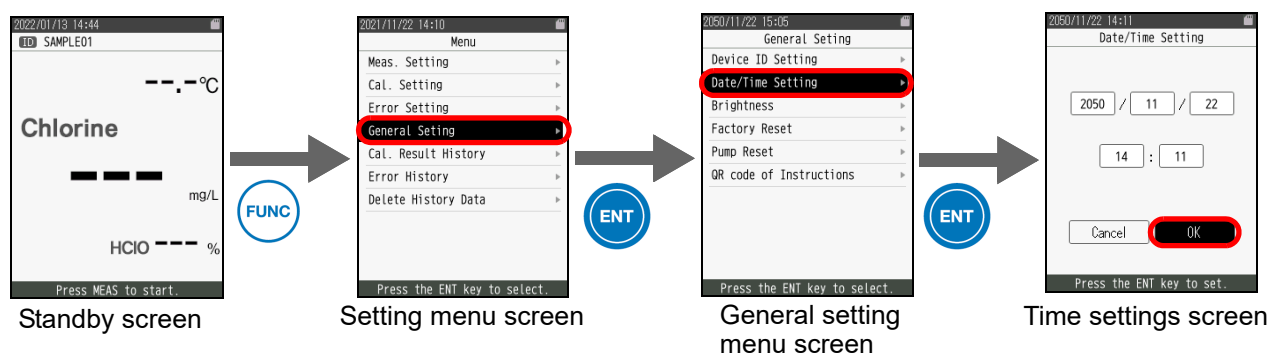 2022/01/13 14:44
ID SAMPLE01
--.-℃
Chlorine
---
mg/L
HClO --- %
Press MEAS to start.
Standby screen
FUNC
2021/11/22 14:10
Menu
Meas. Setting
Cal. Setting
Error Setting
General Seting
Cal. Result History
Error History
Delete History Data
Press the ENT key to select.
Setting menu screen
ENT
2050/11/22 15:05
General Seting
Device ID Setting
Date/Time Setting
Brightness
Factory Reset
Pump Reset
QR code of Instructions
Press the ENT key to select.
General setting
menu screen
ENT
2050/11/22 14:11
Date/Time Setting
2050 / 11 / 22
14 : 11
Cancel OK
Press the ENT key to set.
Time settings screen